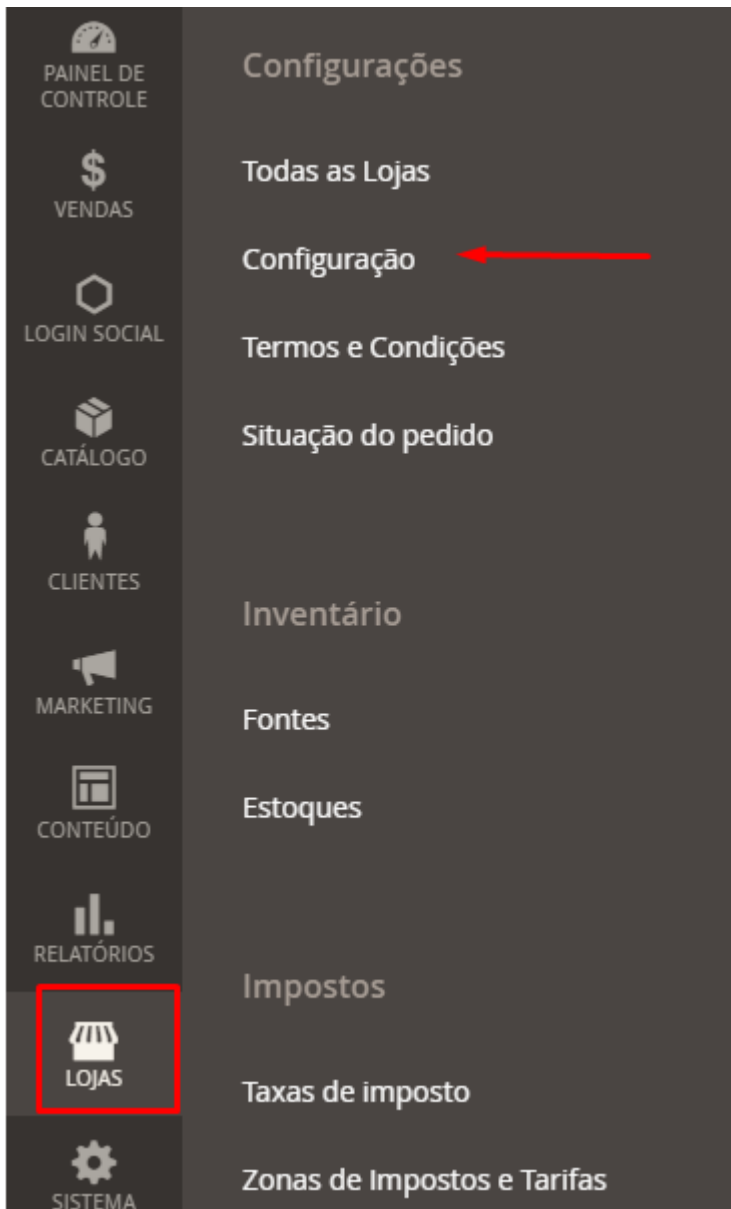 PAINEL DE
CONTROLE
VENDAS
LOGIN SOCIAL
CATÁLOGO
CLIENTES
MARKETING
CONTEÚDO
RELATÓRIOS
LOJAS
SISTEMA
Configurações
Todas as Lojas
Configuração
Termos e Condições
Situação do pedido
Inventário
Fontes
Estoques
Impostos
Taxas de imposto
Zonas de Impostos e Tarifas